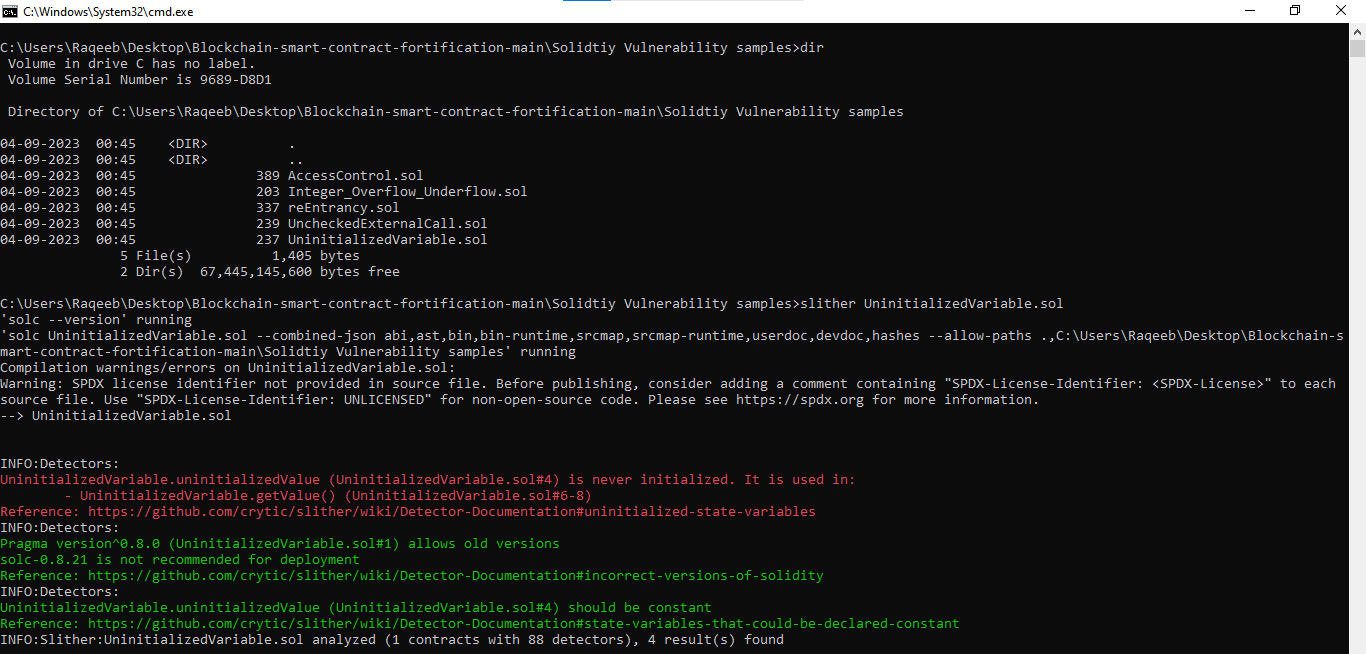 C:\Windows\System32\cmd.exe
C:\Users\Raqeeb\Desktop\Blockchain-smart-contract-fortification-main\Solidtiy Vulnerability samples>dir
 Volume in drive C has no label.
 Volume Serial Number is 9689-D8D1

 Directory of C:\Users\Raqeeb\Desktop\Blockchain-smart-contract-fortification-main\Solidtiy Vulnerability samples

04-09-2023  00:45    <DIR>          .
04-09-2023  00:45    <DIR>          ..
04-09-2023  00:45               389 AccessControl.sol
04-09-2023  00:45               203 Integer_Overflow_Underflow.sol
04-09-2023  00:45               337 reEntrancy.sol
04-09-2023  00:45               239 UncheckedExternalCall.sol
04-09-2023  00:45               237 UninitializedVariable.sol
               5 File(s)          1,405 bytes
               2 Dir(s)  67,445,145,600 bytes free

C:\Users\Raqeeb\Desktop\Blockchain-smart-contract-fortification-main\Solidtiy Vulnerability samples>slither UninitializedVariable.sol
'solc --version' running
'solc UninitializedVariable.sol --combined-json abi,ast,bin,bin-runtime,srcmap,srcmap-runtime,userdoc,devdoc,hashes --allow-paths .,C:\Users\Raqeeb\Desktop\Blockchain-s
mart-contract-fortification-main\Solidtiy Vulnerability samples' running
Compilation warnings/errors on UninitializedVariable.sol:
Warning: SPDX license identifier not provided in source file. Before publishing, consider adding a comment containing "SPDX-License-Identifier: <SPDX-License>" to each
source file. Use "SPDX-License-Identifier: UNLICENSED" for non-open-source code. Please see https://spdx.org for more information.
--> UninitializedVariable.sol

INFO:Detectors:
UninitializedVariable.uninitializedValue (UninitializedVariable.sol#4) is never initialized. It is used in:
        - UninitializedVariable.getValue() (UninitializedVariable.sol#6-8)
Reference: https://github.com/crytic/slither/wiki/Detector-Documentation#uninitialized-state-variables
INFO:Detectors:
Pragma version^0.8.0 (UninitializedVariable.sol#1) allows old versions
solc-0.8.21 is not recommended for deployment
Reference: https://github.com/crytic/slither/wiki/Detector-Documentation#incorrect-versions-of-solidity
INFO:Detectors:
UninitializedVariable.uninitializedValue (UninitializedVariable.sol#4) should be constant
Reference: https://github.com/crytic/slither/wiki/Detector-Documentation#state-variables-that-could-be-declared-constant
INFO:Slither:UninitializedVariable.sol analyzed (1 contracts with 88 detectors), 4 result(s) found